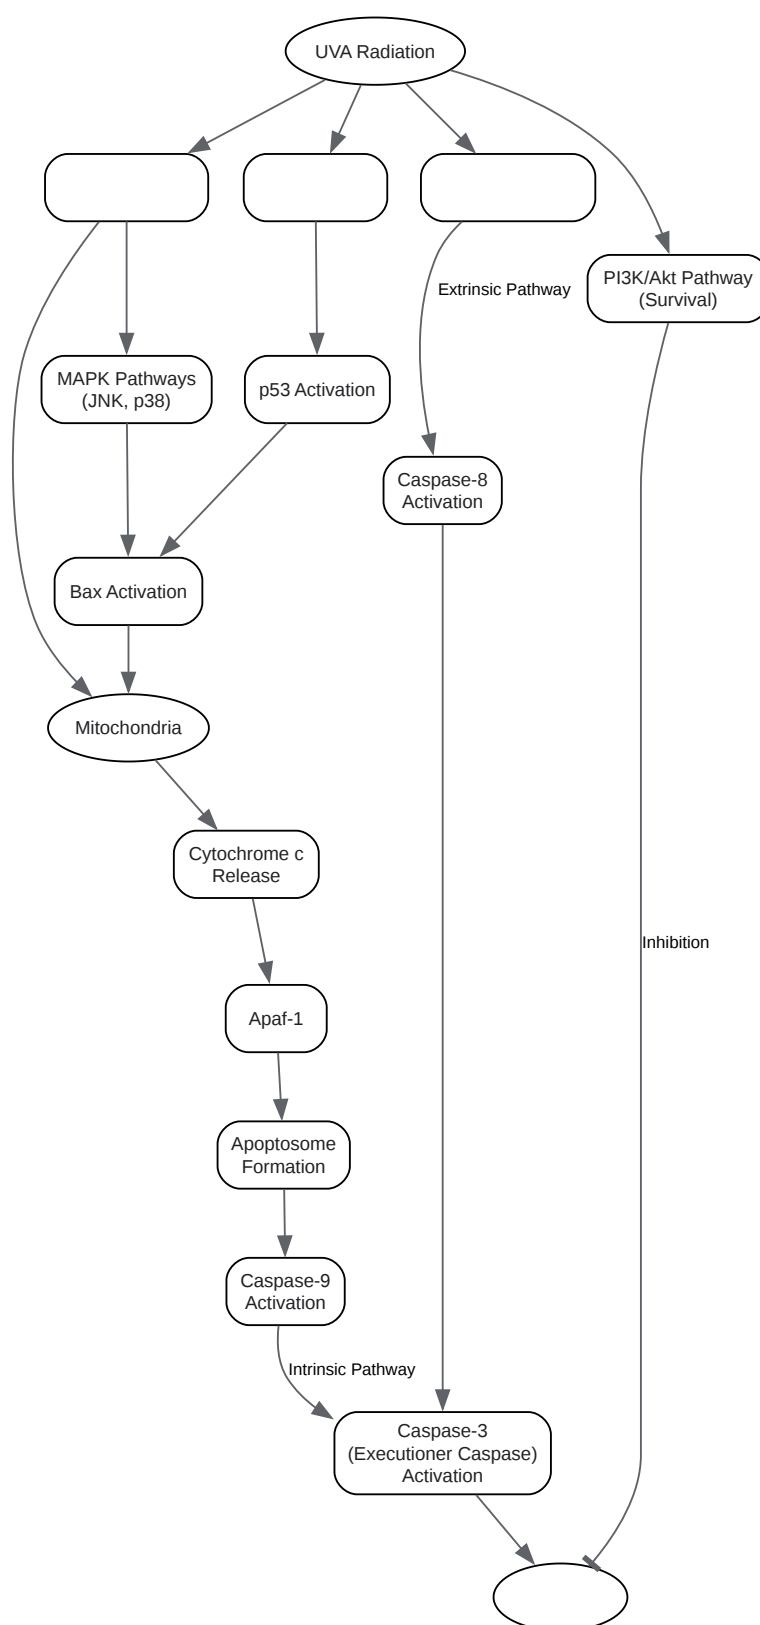 UVA Radiation
Extrinsic Pathway
PI3K/Akt Pathway
(Survival)
MAPK Pathways
(JNK, p38)
p53 Activation
Caspase-8
Activation
Bax Activation
Mitochondria
Cytochrome c
Release
Inhibition
Apaf-1
Apoptosome
Formation
Caspase-9
Activation
Intrinsic Pathway
Caspase-3
(Executioner Caspase)
Activation